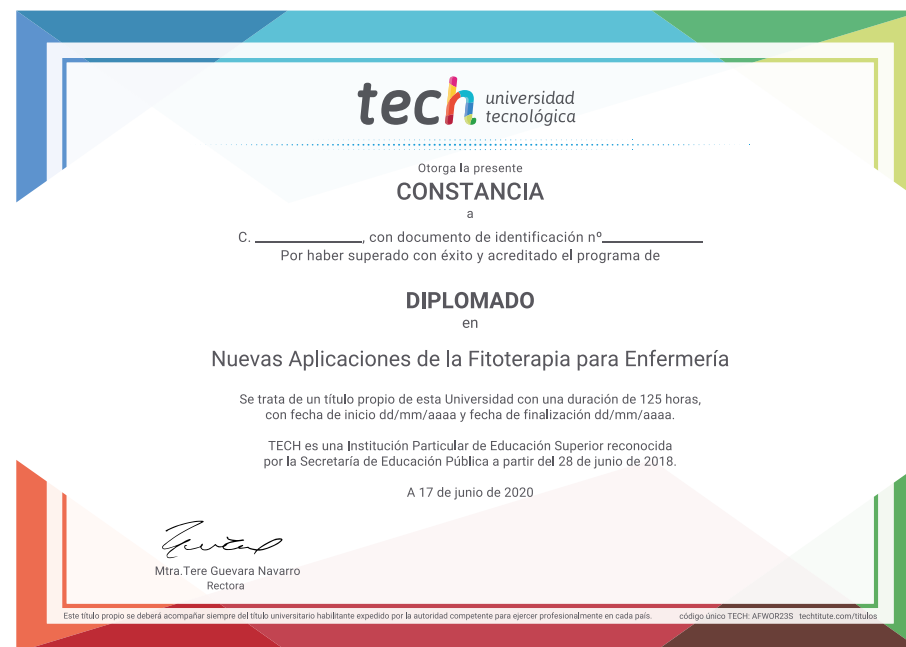 tech universidad
tecnológica
Otorga la presente
CONSTANCIA
a
C. ____________, con documento de identificación nº____________
Por haber superado con éxito y acreditado el programa de
DIPLOMADO
en
Nuevas Aplicaciones de la Fitoterapia para Enfermería
Se trata de un título propio de esta Universidad con una duración de 125 horas,
con fecha de inicio dd/mm/aaaa y fecha de finalización dd/mm/aaaa.
TECH es una Institución Particular de Educación Superior reconocida
por la Secretaría de Educación Pública a partir del 28 de junio de 2018.
A 17 de junio de 2020
Mtra.Tere Guevara Navarro
Rectora
Este título propio se deberá acompañar siempre del título universitario habilitante expedido por la autoridad competente para ejercer profesionalmente en cada país. código único TECH: AFWOR23S techtitute.com/titulos